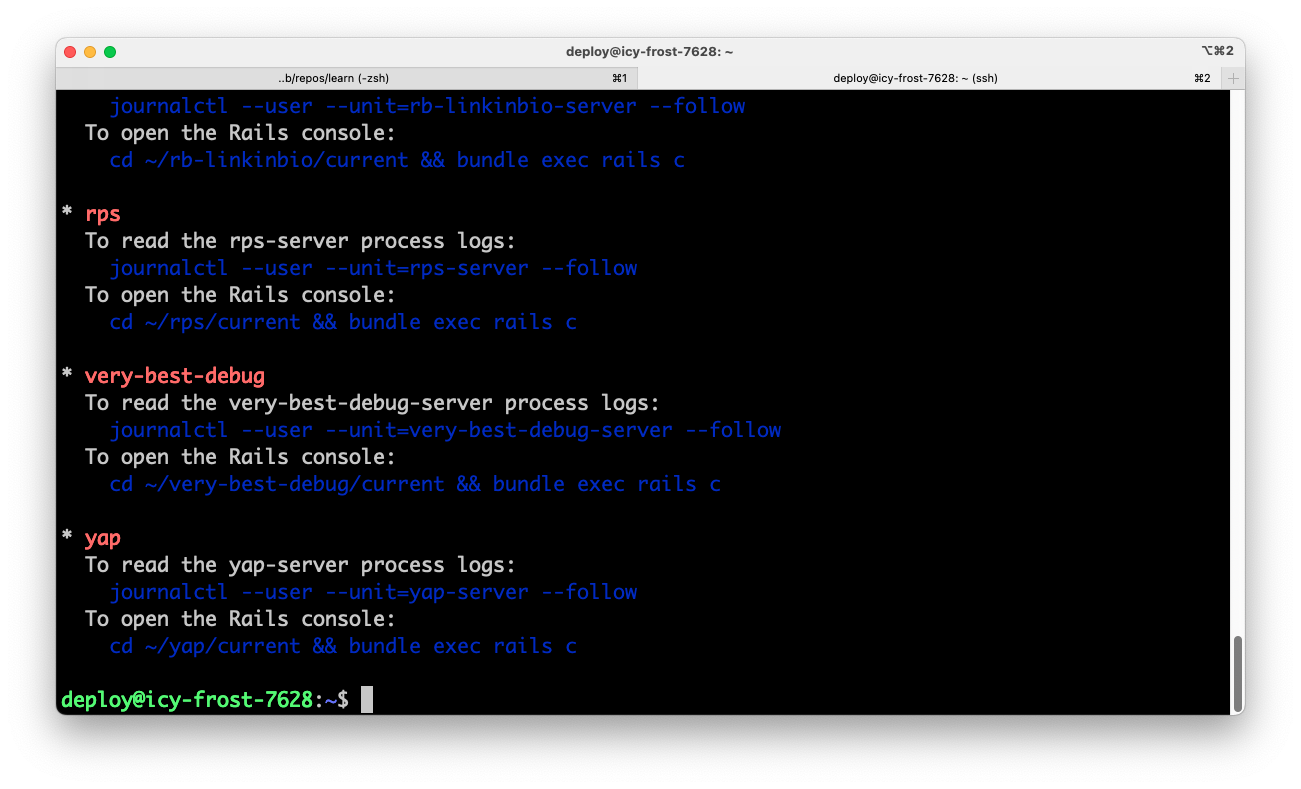 deploy@icy-frost-7628: ~
⌥⌘2
..b/repos/learn (-zsh)
⌘1
deploy@icy-frost-7628: ~ (ssh)
⌘2
journalctl --user --unit=rb-linkinbio-server --follow
To open the Rails console:
cd ~/rb-linkinbio/current && bundle exec rails c
* rps
To read the rps-server process logs:
journalctl --user --unit=rps-server --follow
To open the Rails console:
cd ~/rps/current && bundle exec rails c
* very-best-debug
To read the very-best-debug-server process logs:
journalctl --user --unit=very-best-debug-server --follow
To open the Rails console:
cd ~/very-best-debug/current && bundle exec rails c
* yap
To read the yap-server process logs:
journalctl --user --unit=yap-server --follow
To open the Rails console:
cd ~/yap/current && bundle exec rails c
deploy@icy-frost-7628:~$